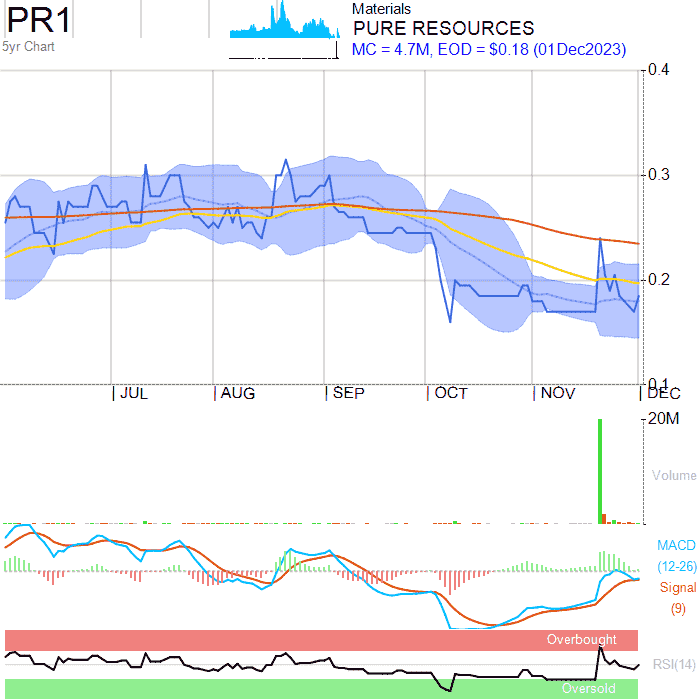 PR1
Materials
PURE RESOURCES
5yr Chart
MC = 4.7M, EOD = $0.18 (01Dec2023)
0.4
0.3
0.2
0.1
JUL AUG SEP OCT NOV DEC
20M
Volume
MACD
(12-26)
Signal
(9)
Overbought
RSI(14)
Oversold